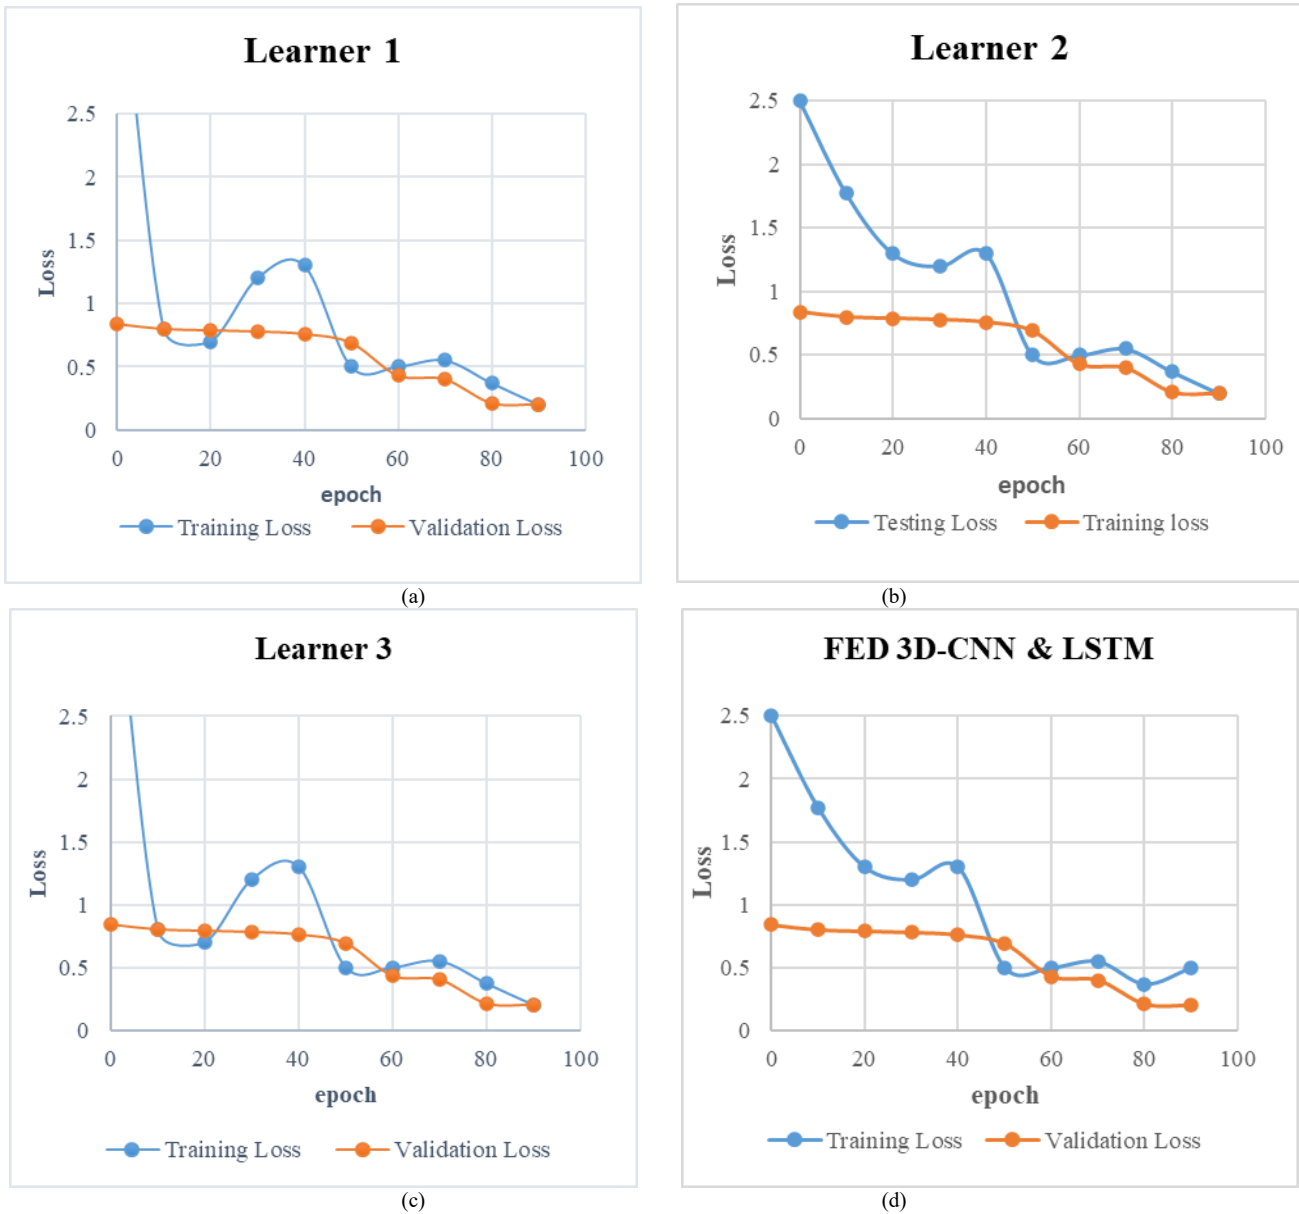 Learner 1
2.5
2
1.5
1
0.5
0
Loss
0 20 40 60 80 100
epoch
Training Loss Validation Loss
(a)
Learner 2
2.5
2
1.5
1
0.5
0
Loss
0 20 40 60 80 100
epoch
Testing Loss Training loss
(b)
Learner 3
2.5
2
1.5
1
0.5
0
Loss
0 20 40 60 80 100
epoch
Training Loss Validation Loss
(c)
FED 3D-CNN & LSTM
2.5
2
1.5
1
0.5
0
Loss
0 20 40 60 80 100
epoch
Training Loss Validation Loss
(d)